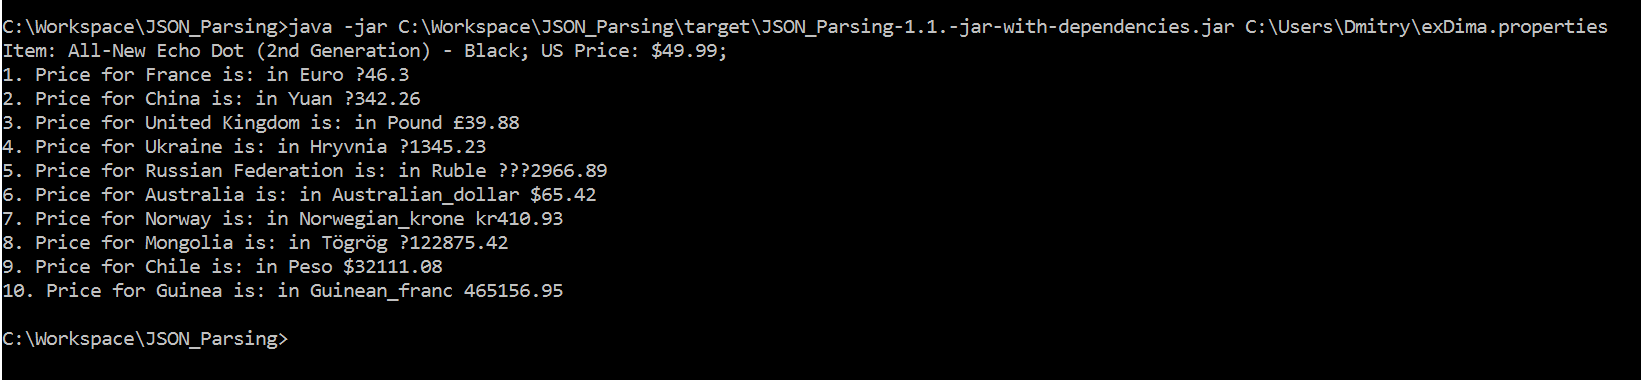 C:\Workspace\JSON_Parsing>java -jar C:\Workspace\JSON_Parsing\target\JSON_Parsing-1.1.-jar-with-dependencies.jar C:\Users\Dmitry\exDima.properties
Item: All-New Echo Dot (2nd Generation) - Black; US Price: $49.99;
1. Price for France is: in Euro ?46.3
2. Price for China is: in Yuan ?342.26
3. Price for United Kingdom is: in Pound £39.88
4. Price for Ukraine is: in Hryvnia ?1345.23
5. Price for Russian Federation is: in Ruble ???2966.89
6. Price for Australia is: in Australian_dollar $65.42
7. Price for Norway is: in Norwegian_krone kr410.93
8. Price for Mongolia is: in Tögrög ?122875.42
9. Price for Chile is: in Peso $32111.08
10. Price for Guinea is: in Guinean_franc 465156.95
C:\Workspace\JSON_Parsing>